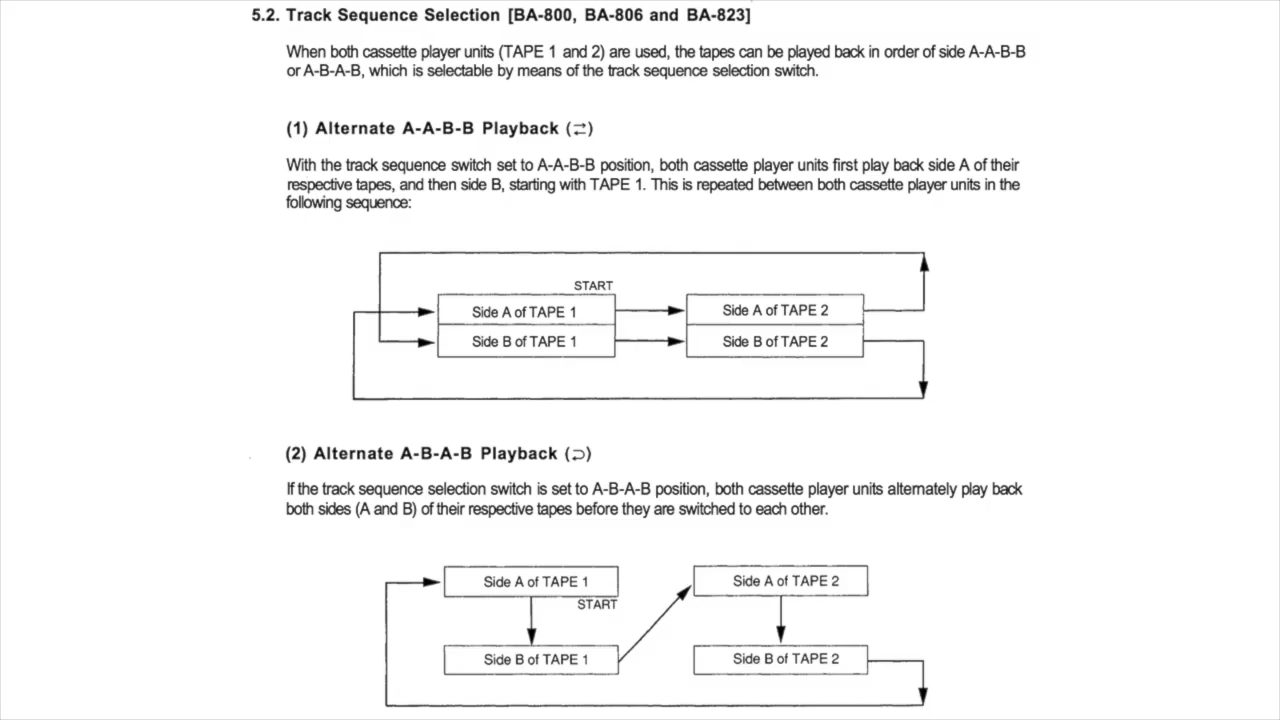 5.2. Track Sequence Selection [BA-800, BA-806 and BA-823]
When both cassette player units (TAPE 1 and 2) are used, the tapes can be played back in order of side A-A-B-B
or A-B-A-B, which is selectable by means of the track sequence selection switch.
(1) Alternate A-A-B-B Playback (⇄)
With the track sequence switch set to A-A-B-B position, both cassette player units first play back side A of their
respective tapes, and then side B, starting with TAPE 1. This is repeated between both cassette player units in the
following sequence:
START
Side A of TAPE 1
Side A of TAPE 2
Side B of TAPE 1
Side B of TAPE 2
(2) Alternate A-B-A-B Playback (⊃)
If the track sequence selection switch is set to A-B-A-B position, both cassette player units alternately play back
both sides (A and B) of their respective tapes before they are switched to each other.
Side A of TAPE 1
Side A of TAPE 2
START
Side B of TAPE 1
Side B of TAPE 2